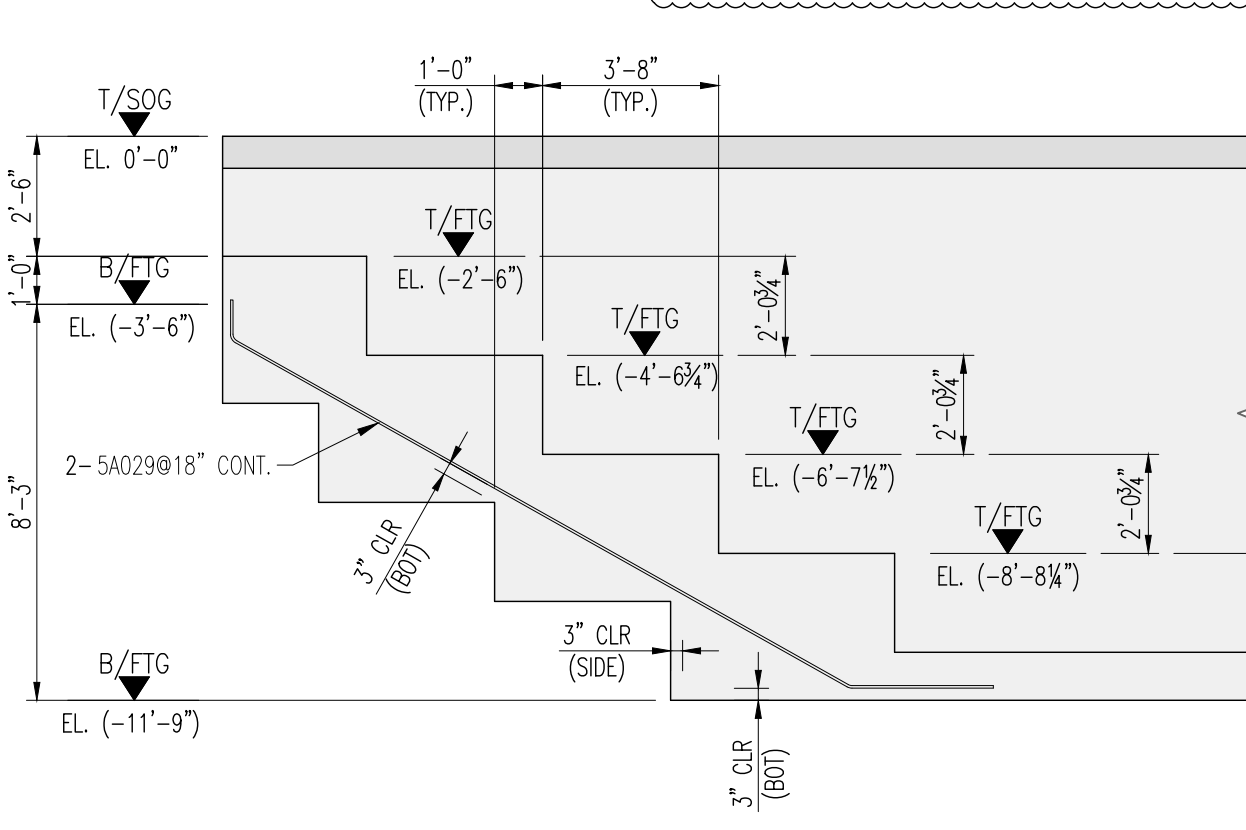 1'-0"
(TYP.)
3'-8"
(TYP.)
T/SOG
EL. 0'-0"
2'-6"
T/FTG
EL. (-2'-6")
B/FTG
EL. (-3'-6")
1'-0"
2'-0¾"
T/FTG
EL. (-4'-6¾")
2'-0¾"
T/FTG
EL. (-6'-7½")
2-5A029@18" CONT.
8'-3"
2'-0¾"
T/FTG
EL. (-8'-8¼")
3" CLR
(BOT)
3" CLR
(SIDE)
B/FTG
EL. (-11'-9")
3" CLR
(BOT)